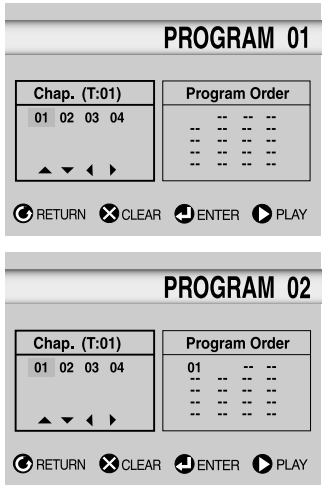 PROGRAM 01
Chap. (T:01) Program Order
01 02 03 04 -- -- --
-- -- -- --
-- -- -- --
-- -- -- --
RETURN CLEAR ENTER PLAY
PROGRAM 02
Chap. (T:01) Program Order
01 02 03 04 01 -- --
-- -- -- --
-- -- -- --
-- -- -- --
RETURN CLEAR ENTER PLAY